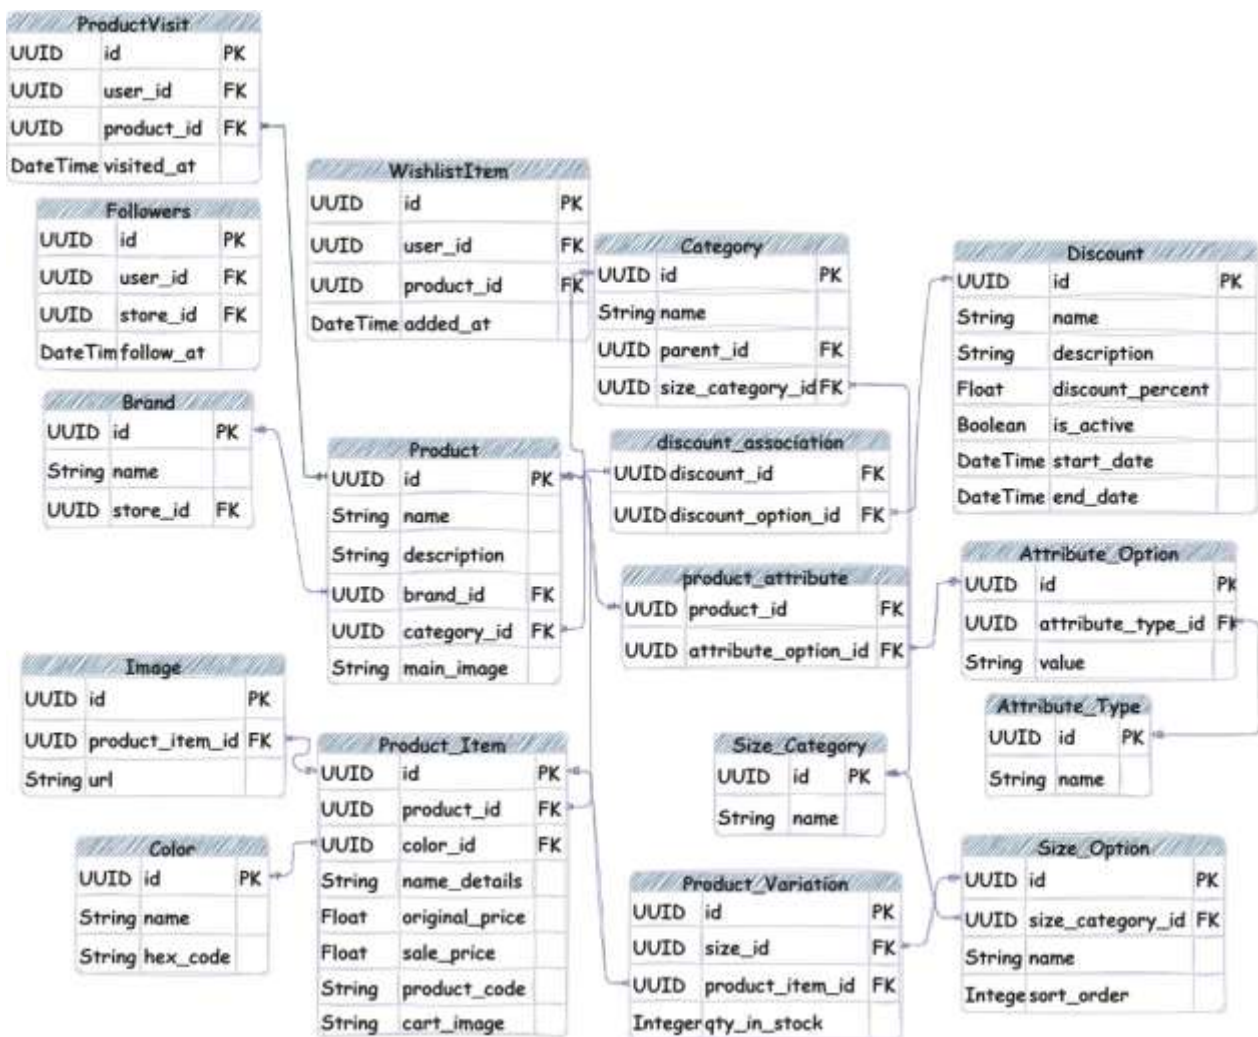 ProductVisit
UUID id PK
UUID user_id FK
UUID product_id FK
DateTime visited_at
WishlistItem
UUID id PK
UUID user_id FK
UUID product_id FK
DateTime added_at
Followers
UUID id PK
UUID user_id FK
UUID store_id FK
DateTim follow_at
Category
UUID id PK
String name
UUID parent_id FK
UUID size_category_id FK
Discount
UUID id PK
String name
String description
Float discount_percent
Boolean is_active
DateTime start_date
DateTime end_date
Brand
UUID id PK
String name
UUID store_id FK
Product
UUID id PK
String name
String description
UUID brand_id FK
UUID category_id FK
String main_image
discount_association
UUID discount_id FK
UUID discount_option_id FK
product_attribute
UUID product_id FK
UUID attribute_option_id FK
Attribute_Option
UUID id PK
UUID attribute_type_id FK
String value
Image
UUID id PK
UUID product_item_id FK
String url
Attribute_Type
UUID id PK
String name
Product_Item
UUID id PK
UUID product_id FK
UUID color_id FK
String name_details
Float original_price
Float sale_price
String product_code
String cart_image
Size_Category
UUID id PK
String name
Color
UUID id PK
String name
String hex_code
Product_Variation
UUID id PK
UUID size_id FK
UUID product_item_id FK
Integer qty_in_stock
Size_Option
UUID id PK
UUID size_category_id FK
String name
Intege sort_order